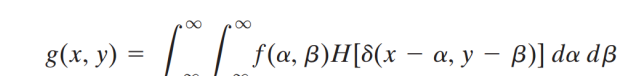 g(x, y) = ∫^∞ ∫^∞ f(α, β)H[δ(x − α, y − β)] dα dβ